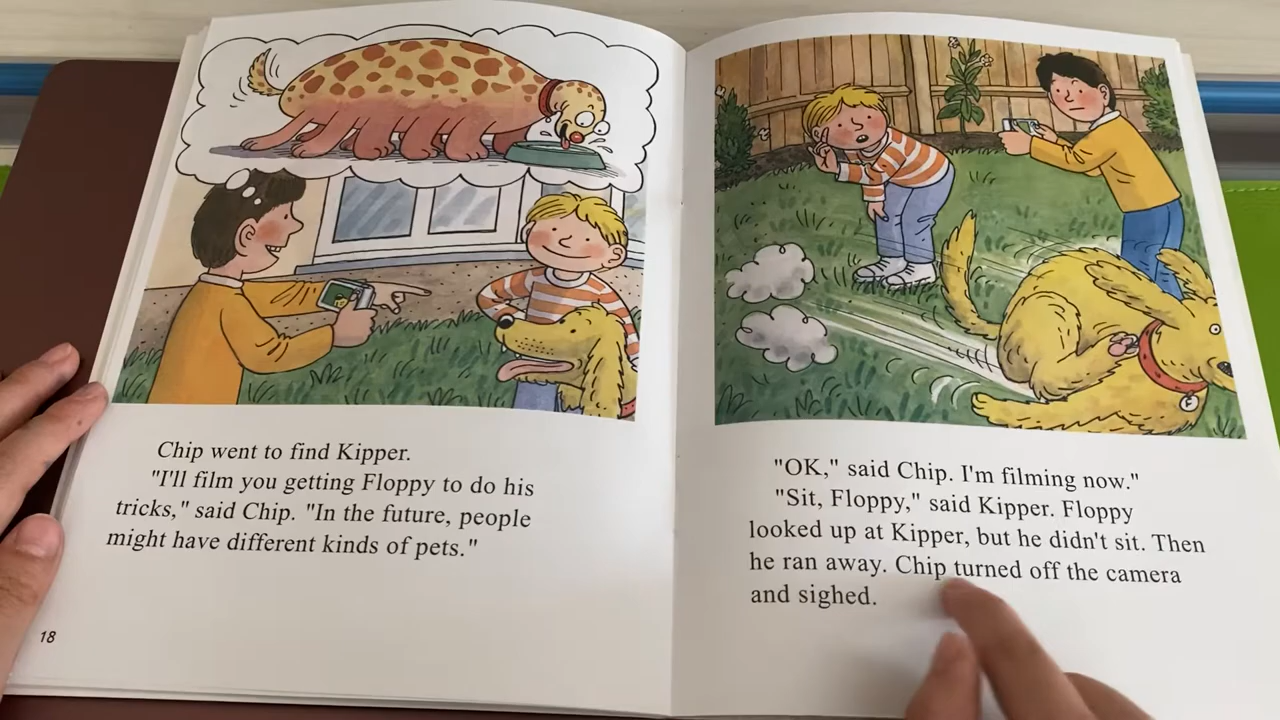 Chip went to find Kipper.
"I'll film you getting Floppy to do his
tricks," said Chip. "In the future, people
might have different kinds of pets."
18
"OK," said Chip. I'm filming now."
"Sit, Floppy," said Kipper. Floppy
looked up at Kipper, but he didn't sit. Then
he ran away. Chip turned off the camera
and sighed.